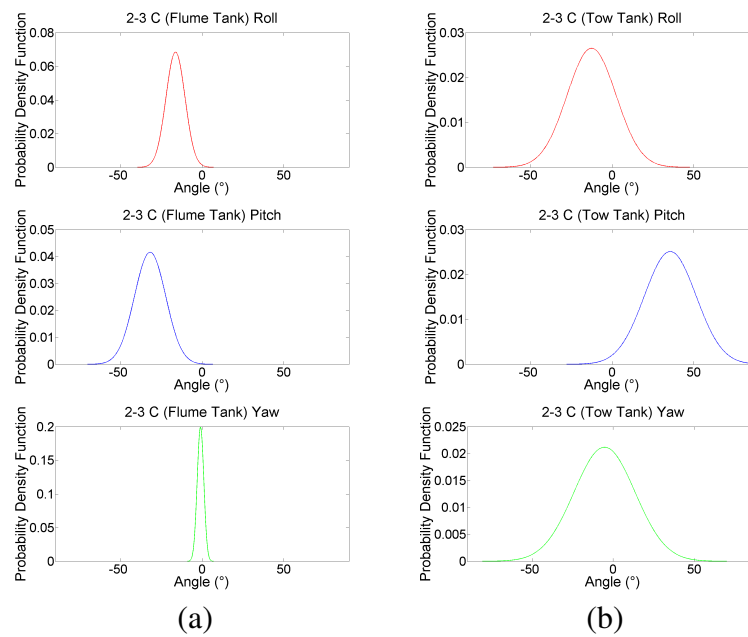 2-3 C (Flume Tank) Roll
Probability Density Function
0.08
0.06
0.04
0.02
0
-50
0
50
Angle (°)
2-3 C (Tow Tank) Roll
Probability Density Function
0.03
0.02
0.01
0
-50
0
50
Angle (°)
2-3 C (Flume Tank) Pitch
Probability Density Function
0.05
0.04
0.03
0.02
0.01
0
-50
0
50
Angle (°)
2-3 C (Tow Tank) Pitch
Probability Density Function
0.03
0.02
0.01
0
-50
0
50
Angle (°)
2-3 C (Flume Tank) Yaw
Probability Density Function
0.2
0.15
0.1
0.05
0
-50
0
50
Angle (°)
2-3 C (Tow Tank) Yaw
Probability Density Function
0.025
0.02
0.015
0.01
0.005
0
-50
0
50
Angle (°)
(a)
(b)